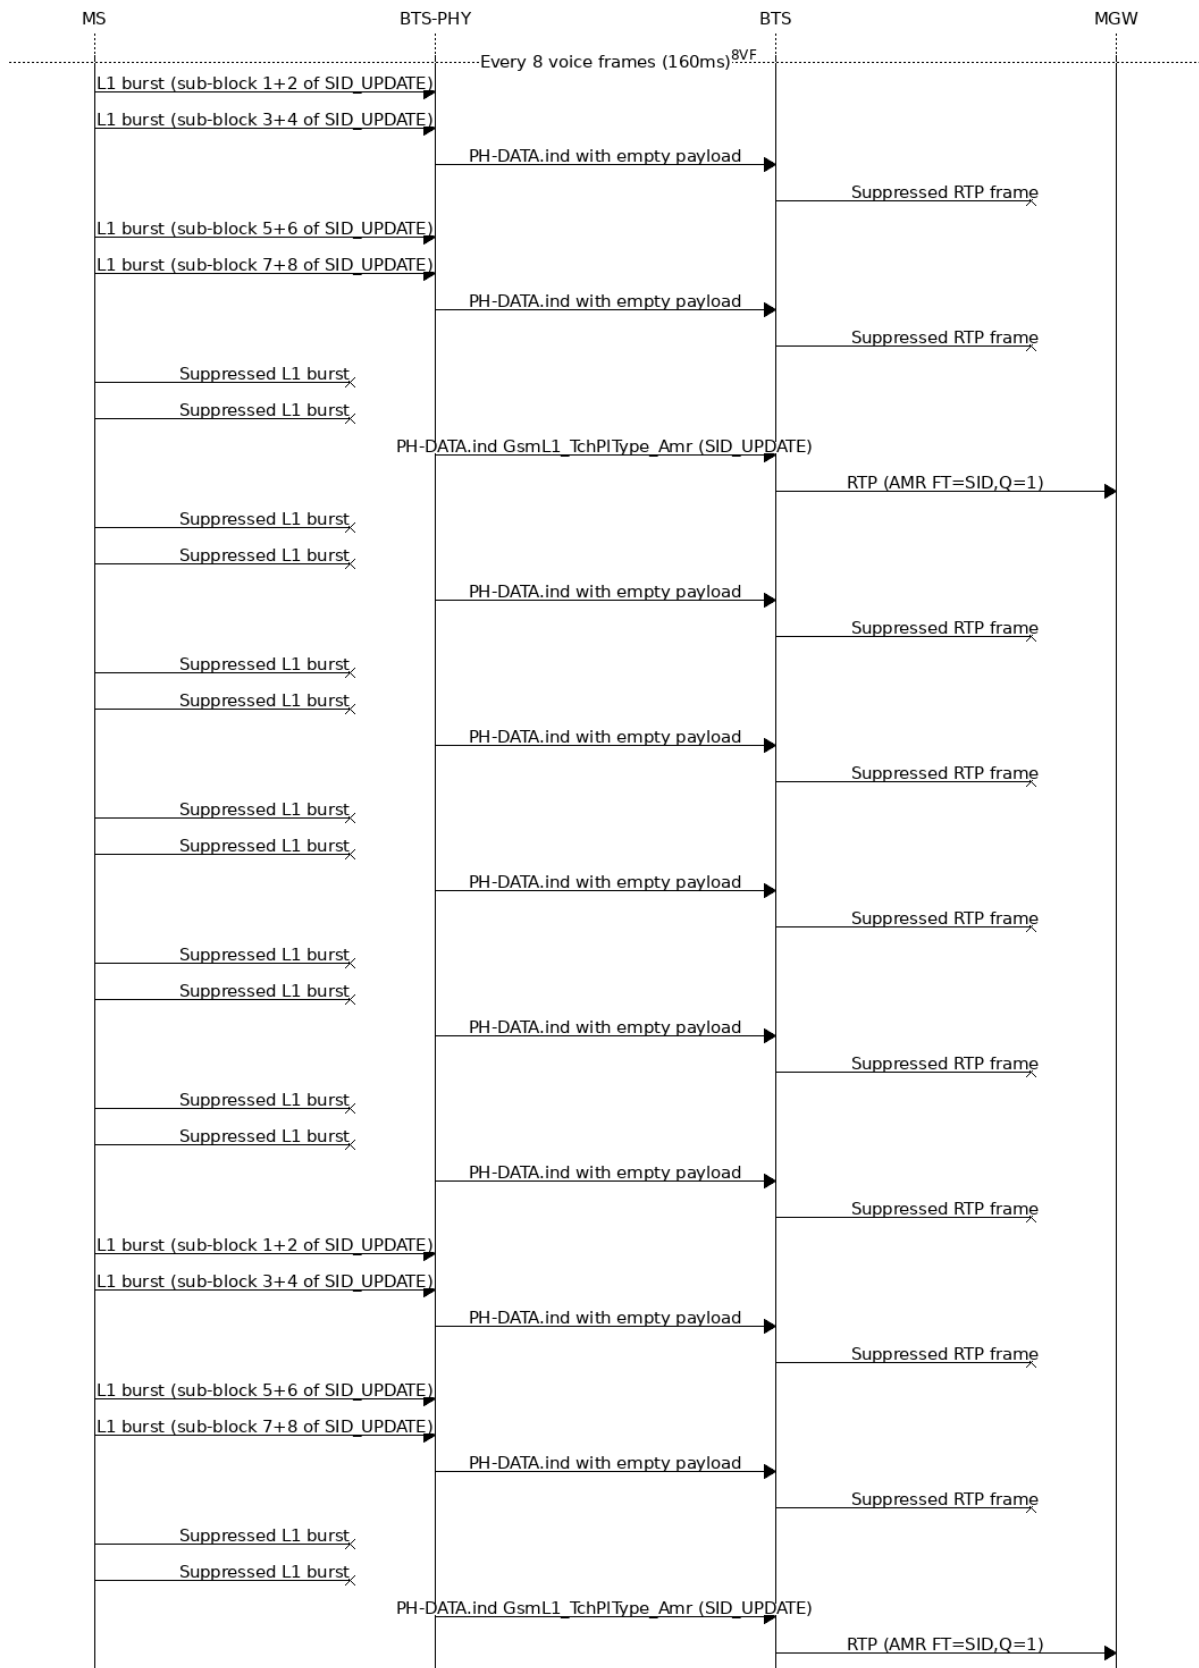 MS BTS-PHY BTS MGW
Every 8 voice frames (160ms) 8VF
L1 burst (sub-block 1+2 of SID_UPDATE)
L1 burst (sub-block 3+4 of SID_UPDATE)
PH-DATA.ind with empty payload
Suppressed RTP frame
L1 burst (sub-block 5+6 of SID_UPDATE)
L1 burst (sub-block 7+8 of SID_UPDATE)
PH-DATA.ind with empty payload
Suppressed RTP frame
Suppressed L1 burst
Suppressed L1 burst
PH-DATA.ind GsmL1_TchPlType_Amr (SID_UPDATE)
RTP (AMR FT=SID,Q=1)
Suppressed L1 burst
Suppressed L1 burst
PH-DATA.ind with empty payload
Suppressed RTP frame
Suppressed L1 burst
Suppressed L1 burst
PH-DATA.ind with empty payload
Suppressed RTP frame
Suppressed L1 burst
Suppressed L1 burst
PH-DATA.ind with empty payload
Suppressed RTP frame
Suppressed L1 burst
Suppressed L1 burst
PH-DATA.ind with empty payload
Suppressed RTP frame
Suppressed L1 burst
Suppressed L1 burst
PH-DATA.ind with empty payload
Suppressed RTP frame
L1 burst (sub-block 1+2 of SID_UPDATE)
L1 burst (sub-block 3+4 of SID_UPDATE)
PH-DATA.ind with empty payload
Suppressed RTP frame
L1 burst (sub-block 5+6 of SID_UPDATE)
L1 burst (sub-block 7+8 of SID_UPDATE)
PH-DATA.ind with empty payload
Suppressed RTP frame
Suppressed L1 burst
Suppressed L1 burst
PH-DATA.ind GsmL1_TchPlType_Amr (SID_UPDATE)
RTP (AMR FT=SID,Q=1)